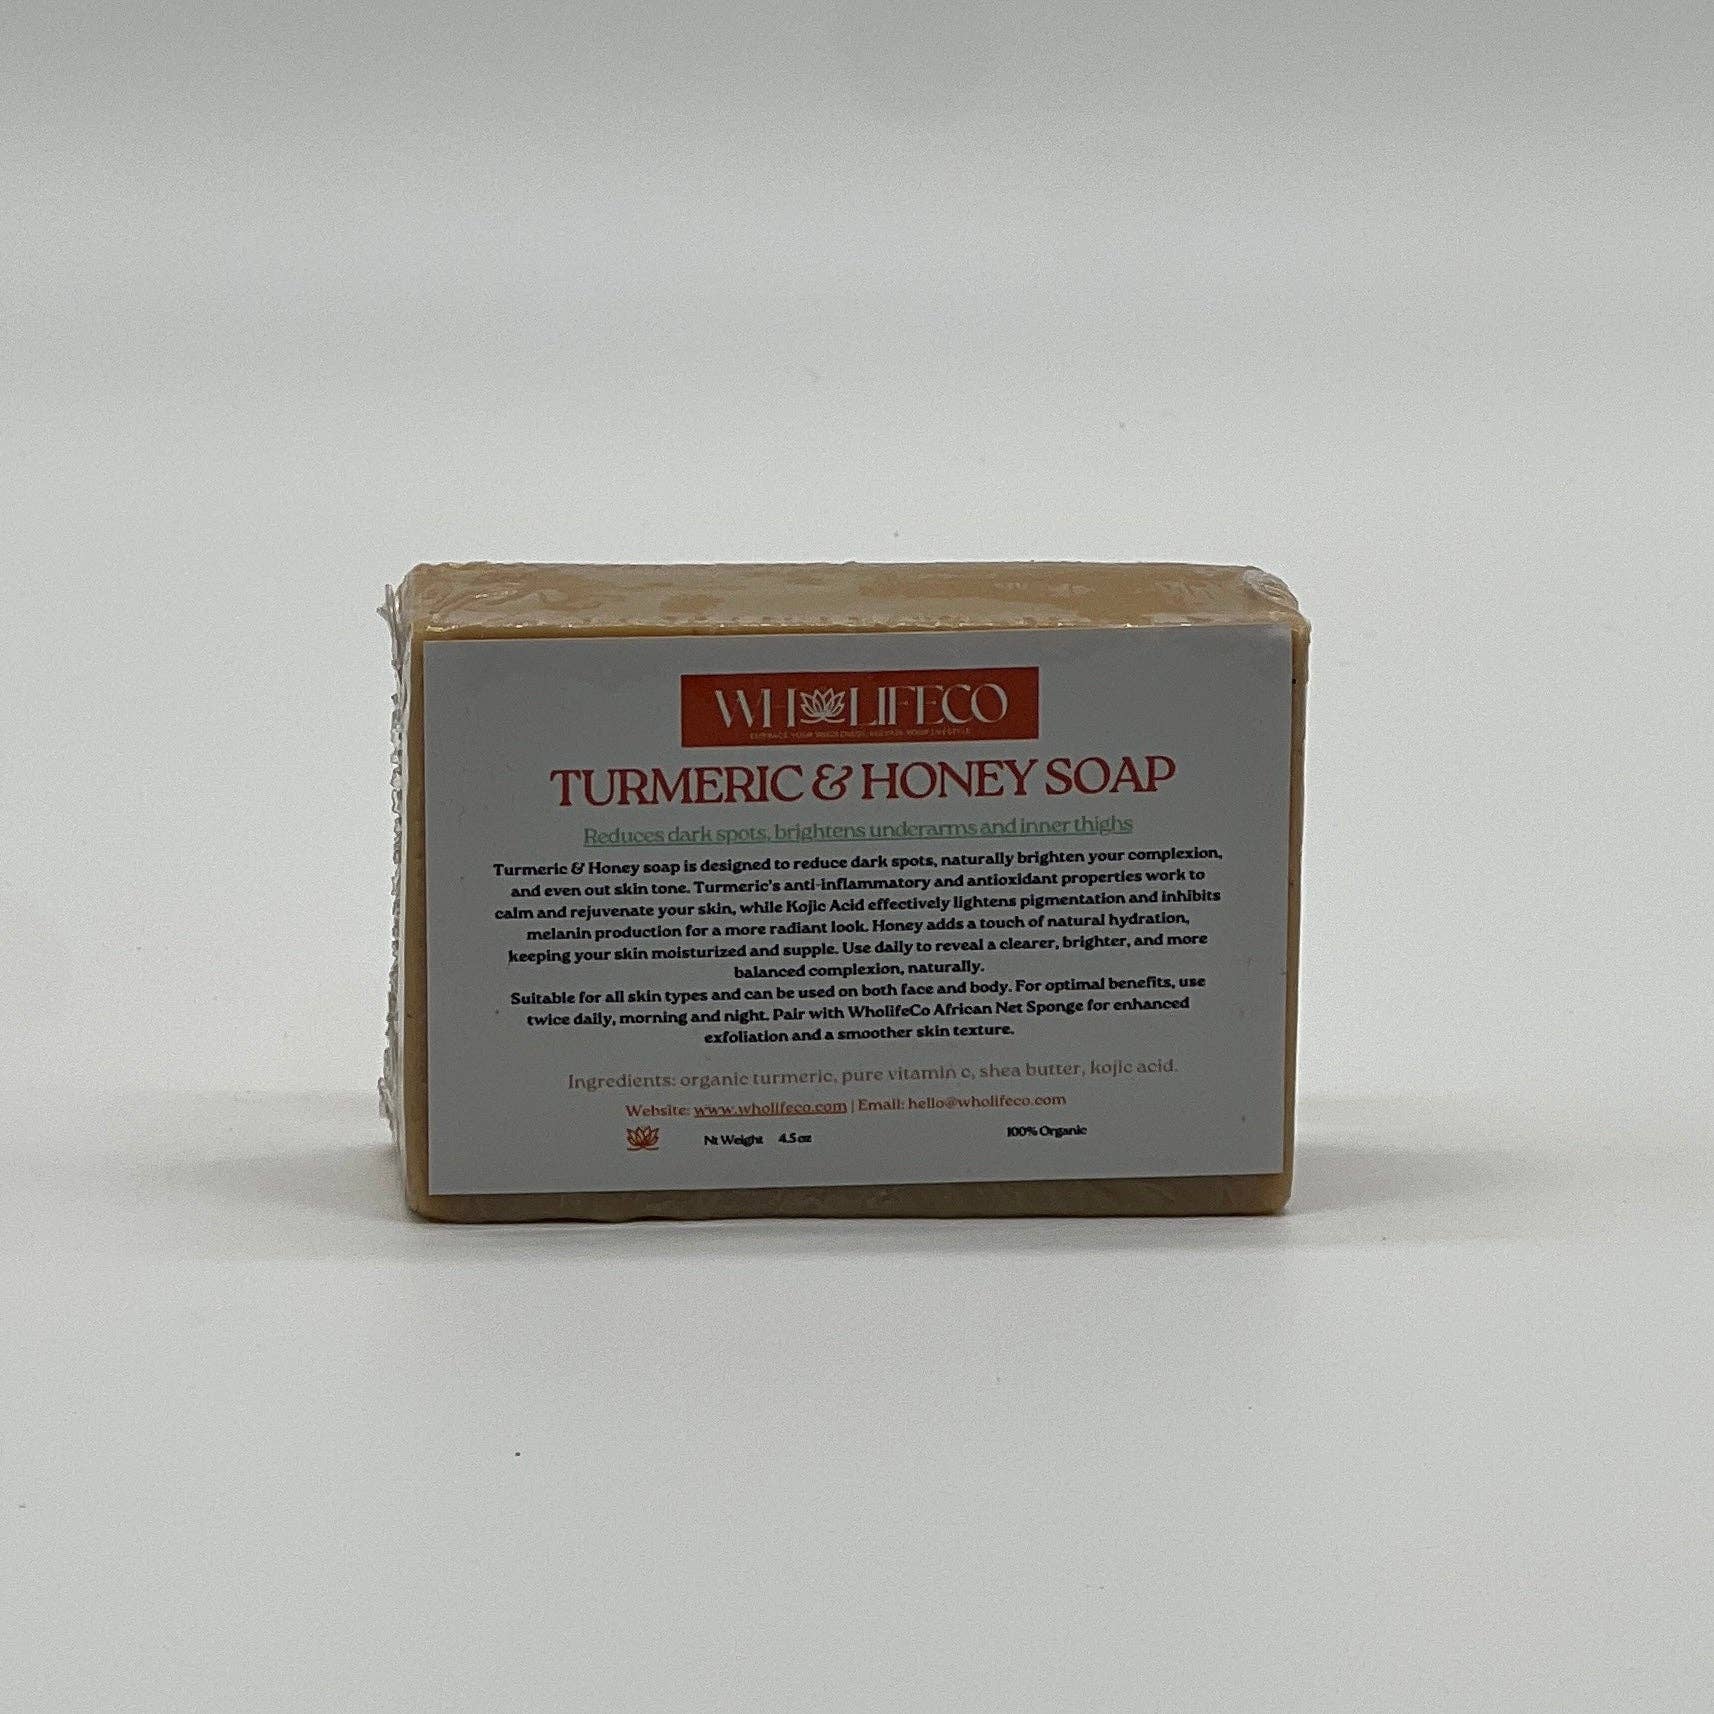 WHOLIFECO
EMBRACE YOUR WHOLENESS, ELEVATE YOUR LIFESTYLE
TURMERIC & HONEY SOAP
Reduces dark spots, brightens underarms and inner thighs
Turmeric & Honey soap is designed to reduce dark spots, naturally brighten your complexion,
and even out skin tone. Turmeric's anti-inflammatory and antioxidant properties work to
calm and rejuvenate your skin, while Kojic Acid effectively lightens pigmentation and inhibits
melanin production for a more radiant look. Honey adds a touch of natural hydration,
keeping your skin moisturized and supple. Use daily to reveal a clearer, brighter, and more
balanced complexion, naturally.
Suitable for all skin types and can be used on both face and body. For optimal benefits, use
twice daily, morning and night. Pair with WholifeCo African Net Sponge for enhanced
exfoliation and a smoother skin texture.
Ingredients: organic turmeric, pure vitamin c, shea butter, kojic acid.
Website: www.wholifeco.com | Email: hello@wholifeco.com
Nt Weight 4.5 oz 100% Organic